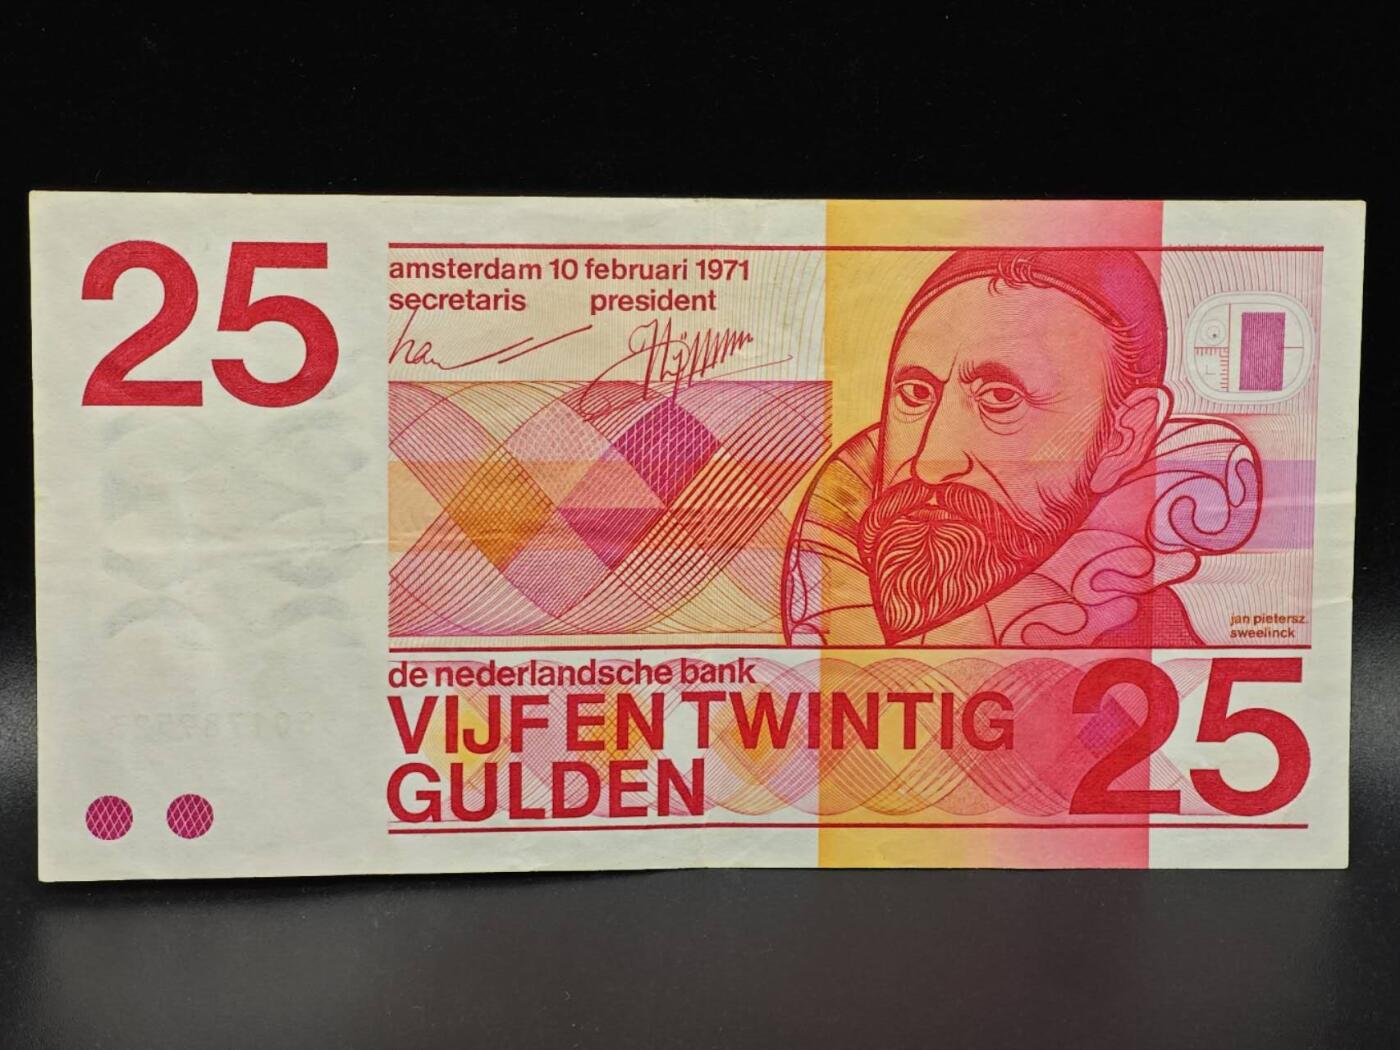 25
amsterdam 10 februari 1971
secretaris president
jan pietersz.
sweelinck
de nederlandsche bank
VIJF EN TWINTIG
GULDEN
25